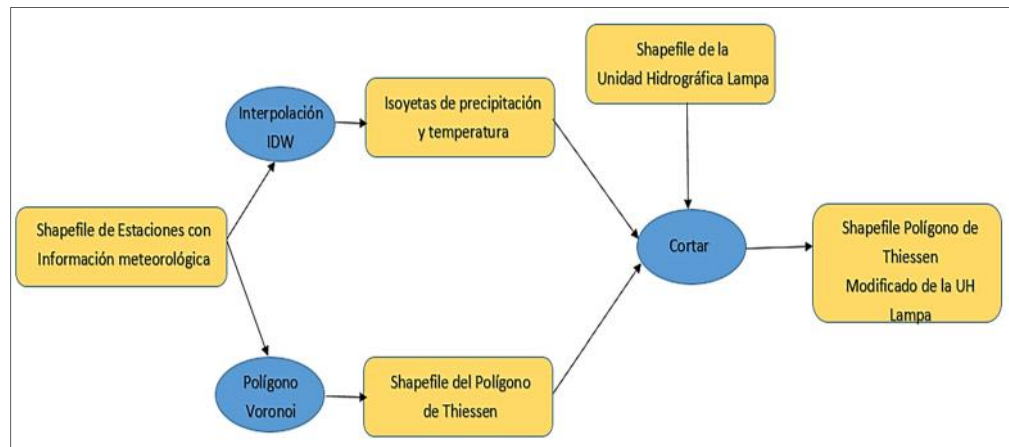 Shapefile de la
Unidad Hidrográfica Lampa
Interpolación
IDW
Isoyetas de precipitación
y temperatura
Shapefile de Estaciones con
Información meteorológica
Cortar
Shapefile Polígono de
Thiessen
Modificado de la UH
Lampa
Polígono
Voronoi
Shapefile del Polígono
de Thiessen